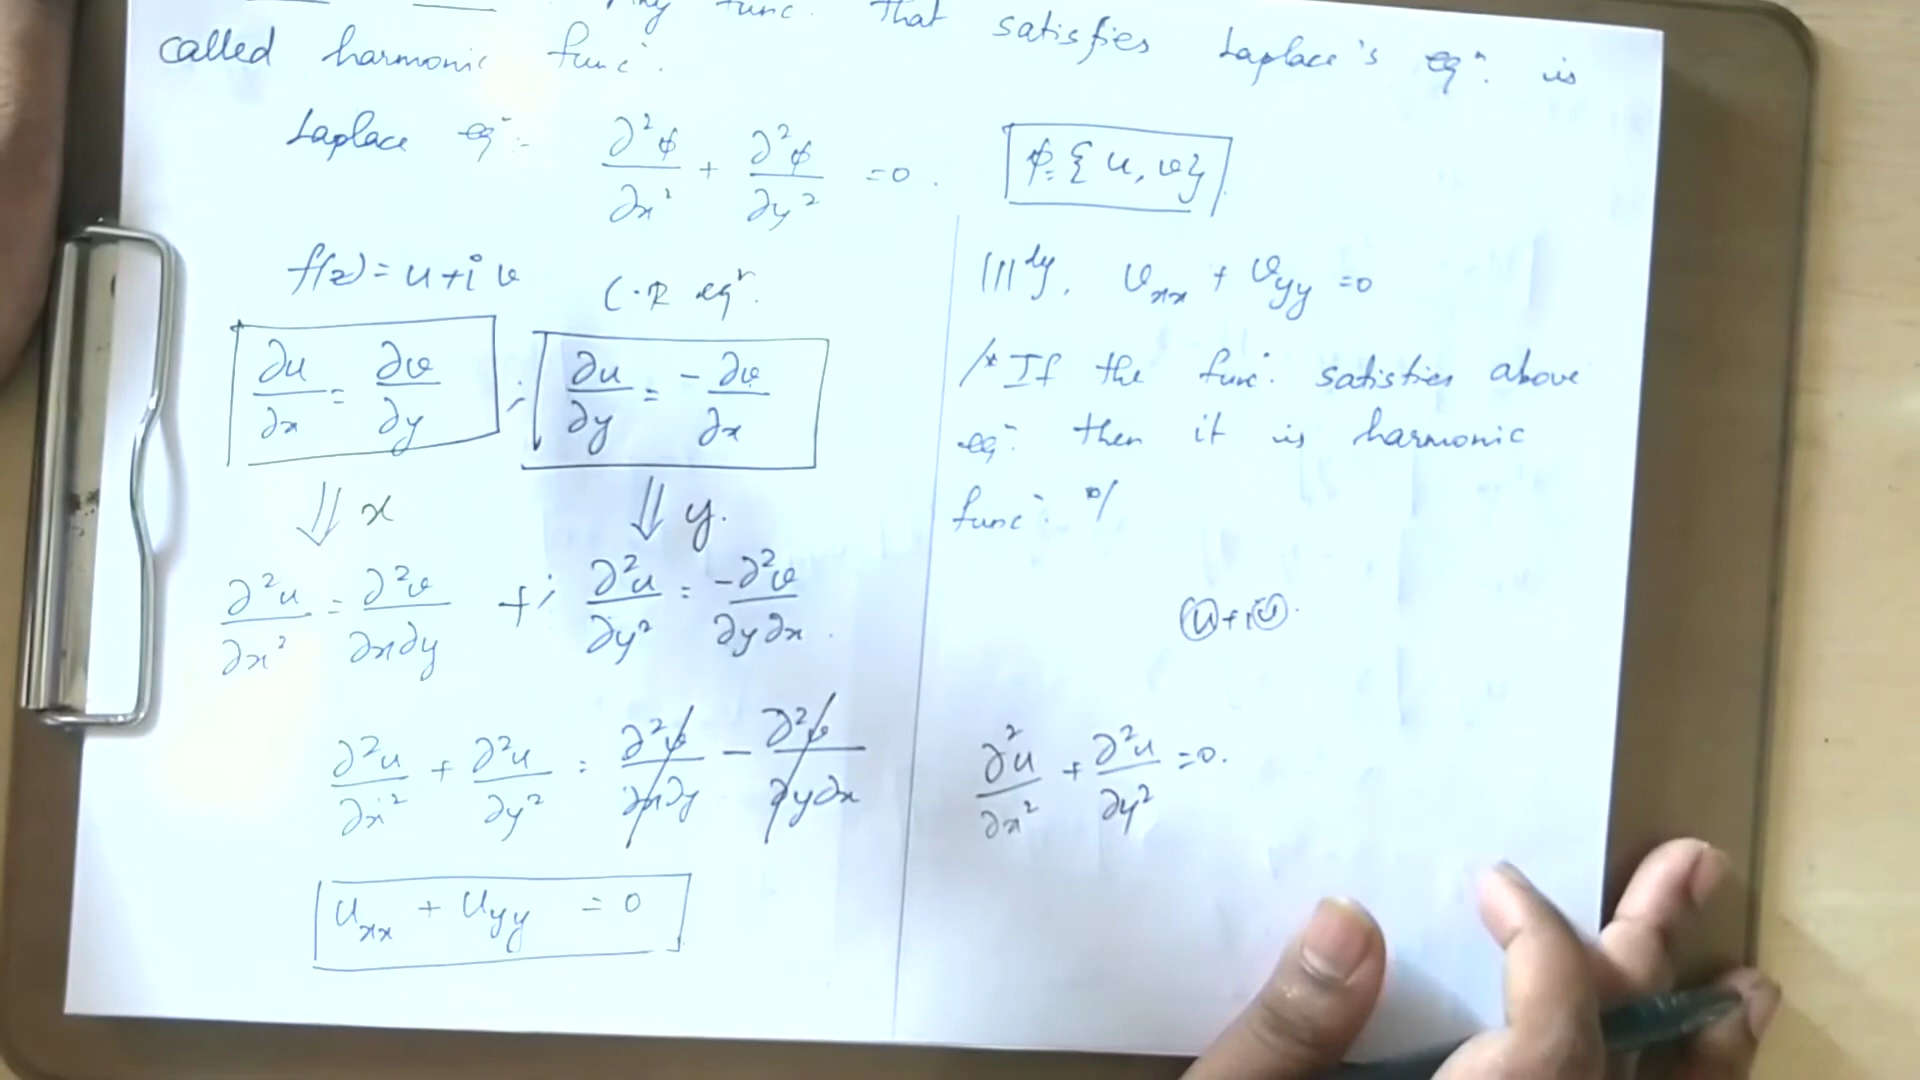 func. that satisfies Laplace's eqn. is
called harmonic func.
Laplace eqn:- ∂²φ/∂x² + ∂²φ/∂y² = 0. φ = {u, v}
f(z) = u + i v C.R eqn.
∂u/∂x = ∂v/∂y ; ∂u/∂y = -∂v/∂x
⇓ x ⇓ y.
∂²u/∂x² = ∂²v/∂x∂y + ; ∂²u/∂y² = -∂²v/∂y∂x.
∂²u/∂x² + ∂²u/∂y² = ∂²v/∂x∂y - ∂²v/∂y∂x
u_xx + u_yy = 0
|||dy, v_xx + v_yy = 0
/* If the func. satisfies above
eqn. then it is harmonic
func. */
u + iv.
∂²u/∂x² + ∂²u/∂y² = 0.